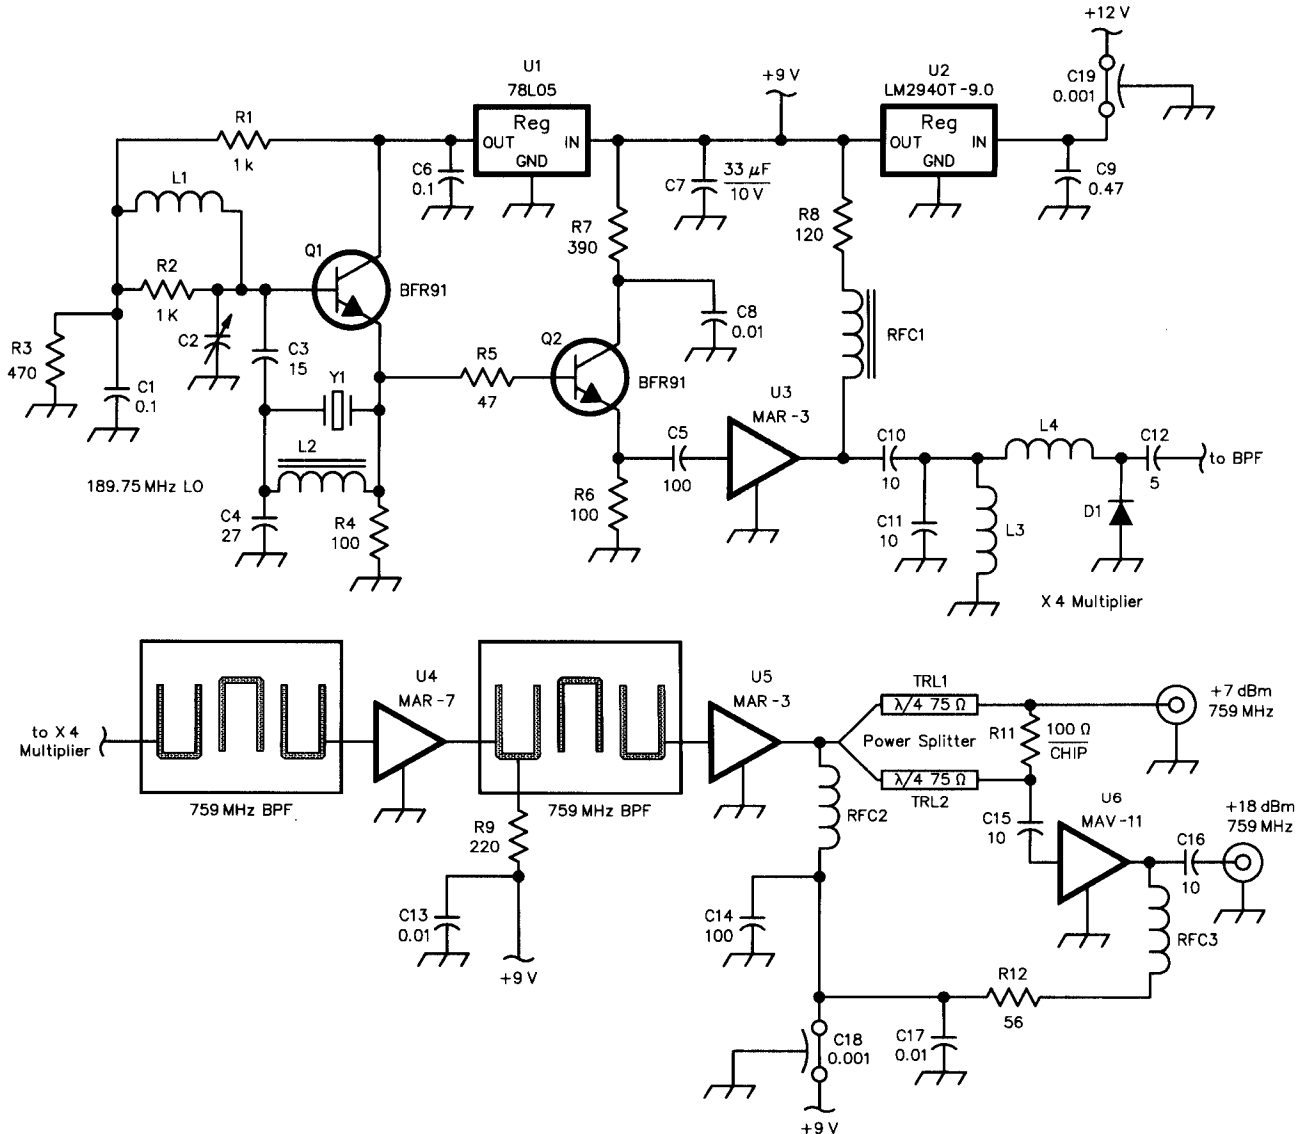 +12 V
U1
78L05
+9 V
U2
LM2940T-9.0
C19
0.001
R1
1 k
OUT
Reg
IN
GND
OUT
Reg
IN
GND
C6
0.1
C7
33 µF
10 V
C9
0.47
L1
R7
390
R8
120
R2
1 K
Q1
BFR91
C8
0.01
RFC1
C2
R3
470
C1
0.1
C3
15
Y1
R5
47
Q2
BFR91
U3
MAR-3
L2
189.75 MHz LO
C4
27
R4
100
R6
100
C5
100
C10
10
C11
10
L4
C12
5
to BPF
L3
D1
X 4 Multiplier
to X 4
Multiplier
759 MHz BPF
U4
MAR-7
759 MHz BPF
U5
MAR-3
TRL1
λ/4 75 Ω
Power Splitter
λ/4 75 Ω
TRL2
R11
100 Ω
CHIP
+7 dBm
759 MHz
R9
220
C13
0.01
+9 V
RFC2
C14
100
C15
10
U6
MAV-11
C16
10
+18 dBm
759 MHz
RFC3
R12
56
C18
0.001
C17
0.01
+9 V